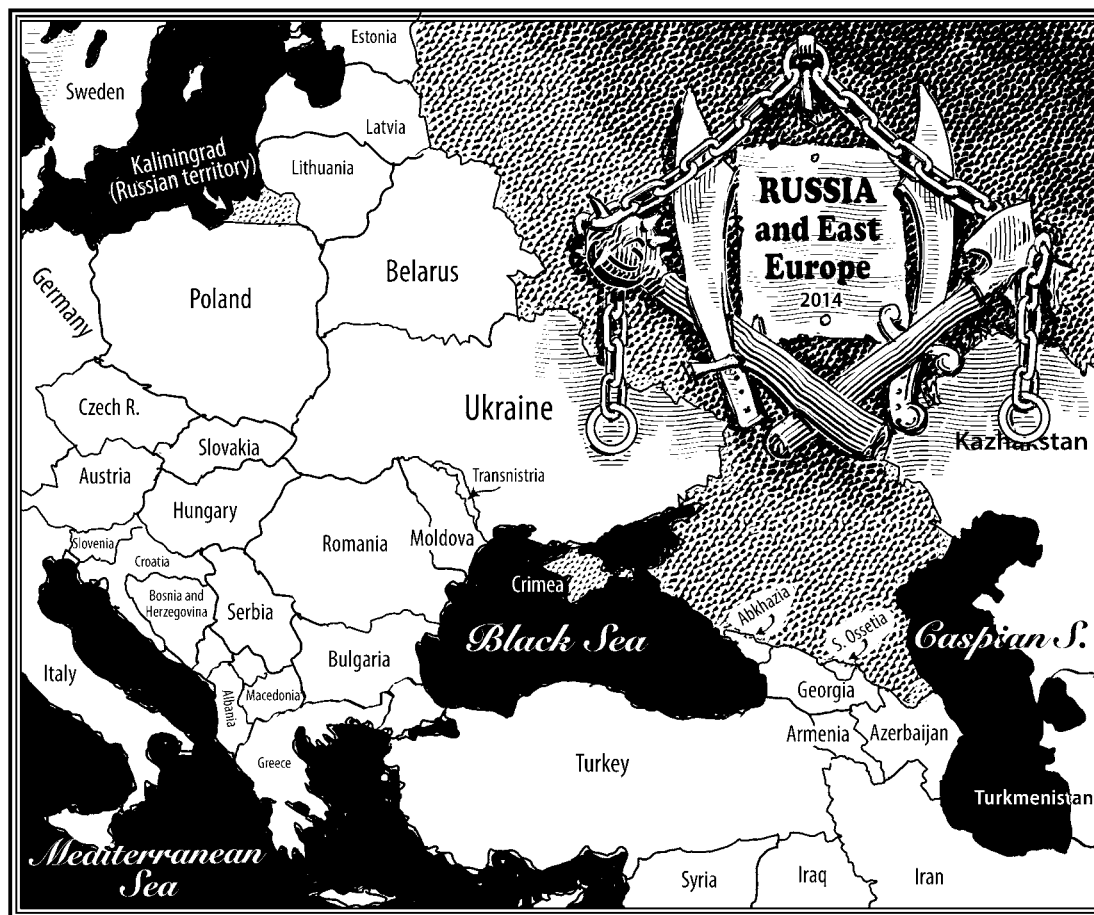 Estonia
Sweden
Latvia
Kaliningrad
(Russian territory)
Lithuania
RUSSIA
and East
Europe
2014
Belarus
Germany
Poland
Czech R.
Ukraine
Slovakia
Kazhakstan
Austria
Transnistria
Hungary
Slovenia
Romania
Moldova
Croatia
Crimea
Bosnia and
Herzegovina
Serbia
Abkhazia
S. Ossetia
Black Sea
Caspian S.
Italy
Bulgaria
Albania
Macedonia
Georgia
Armenia
Azerbaijan
Greece
Turkey
Turkmenistan
Mediterranean
Sea
Syria
Iraq
Iran